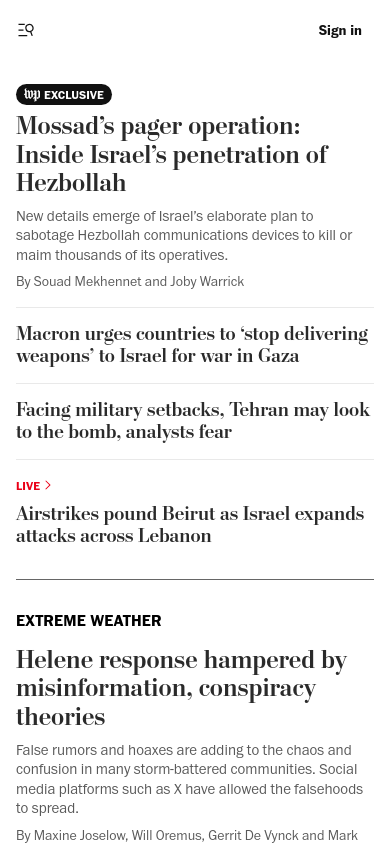 Sign in
wp EXCLUSIVE
Mossad’s pager operation:
Inside Israel’s penetration of
Hezbollah
New details emerge of Israel’s elaborate plan to
sabotage Hezbollah communications devices to kill or
maim thousands of its operatives.
By Souad Mekhennet and Joby Warrick
Macron urges countries to ‘stop delivering
weapons’ to Israel for war in Gaza
Facing military setbacks, Tehran may look
to the bomb, analysts fear
LIVE
Airstrikes pound Beirut as Israel expands
attacks across Lebanon
EXTREME WEATHER
Helene response hampered by
misinformation, conspiracy
theories
False rumors and hoaxes are adding to the chaos and
confusion in many storm-battered communities. Social
media platforms such as X have allowed the falsehoods
to spread.
By Maxine Joselow, Will Oremus, Gerrit De Vynck and Mark